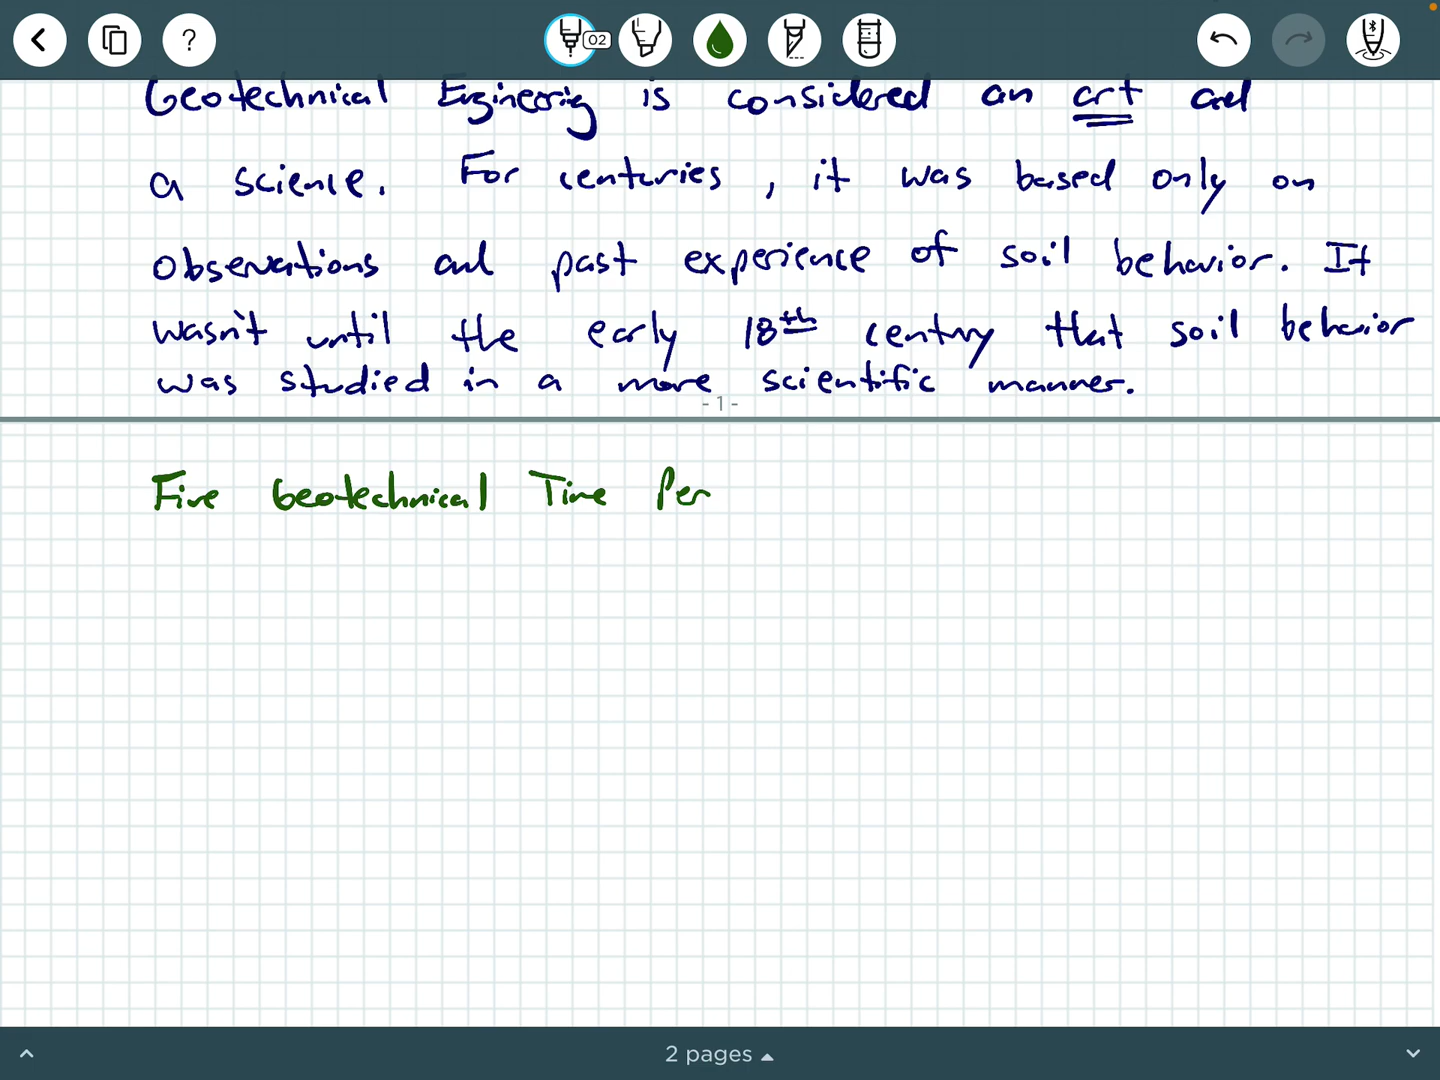 ?
02
Geotechnical Engineering is considered an art and
a science. For centuries, it was based only on
observations and past experience of soil behavior. It
wasn't until the early 18th century that soil behavior
was studied in a more scientific manner.
- 1 -
Five Geotechnical Time Per
2 pages